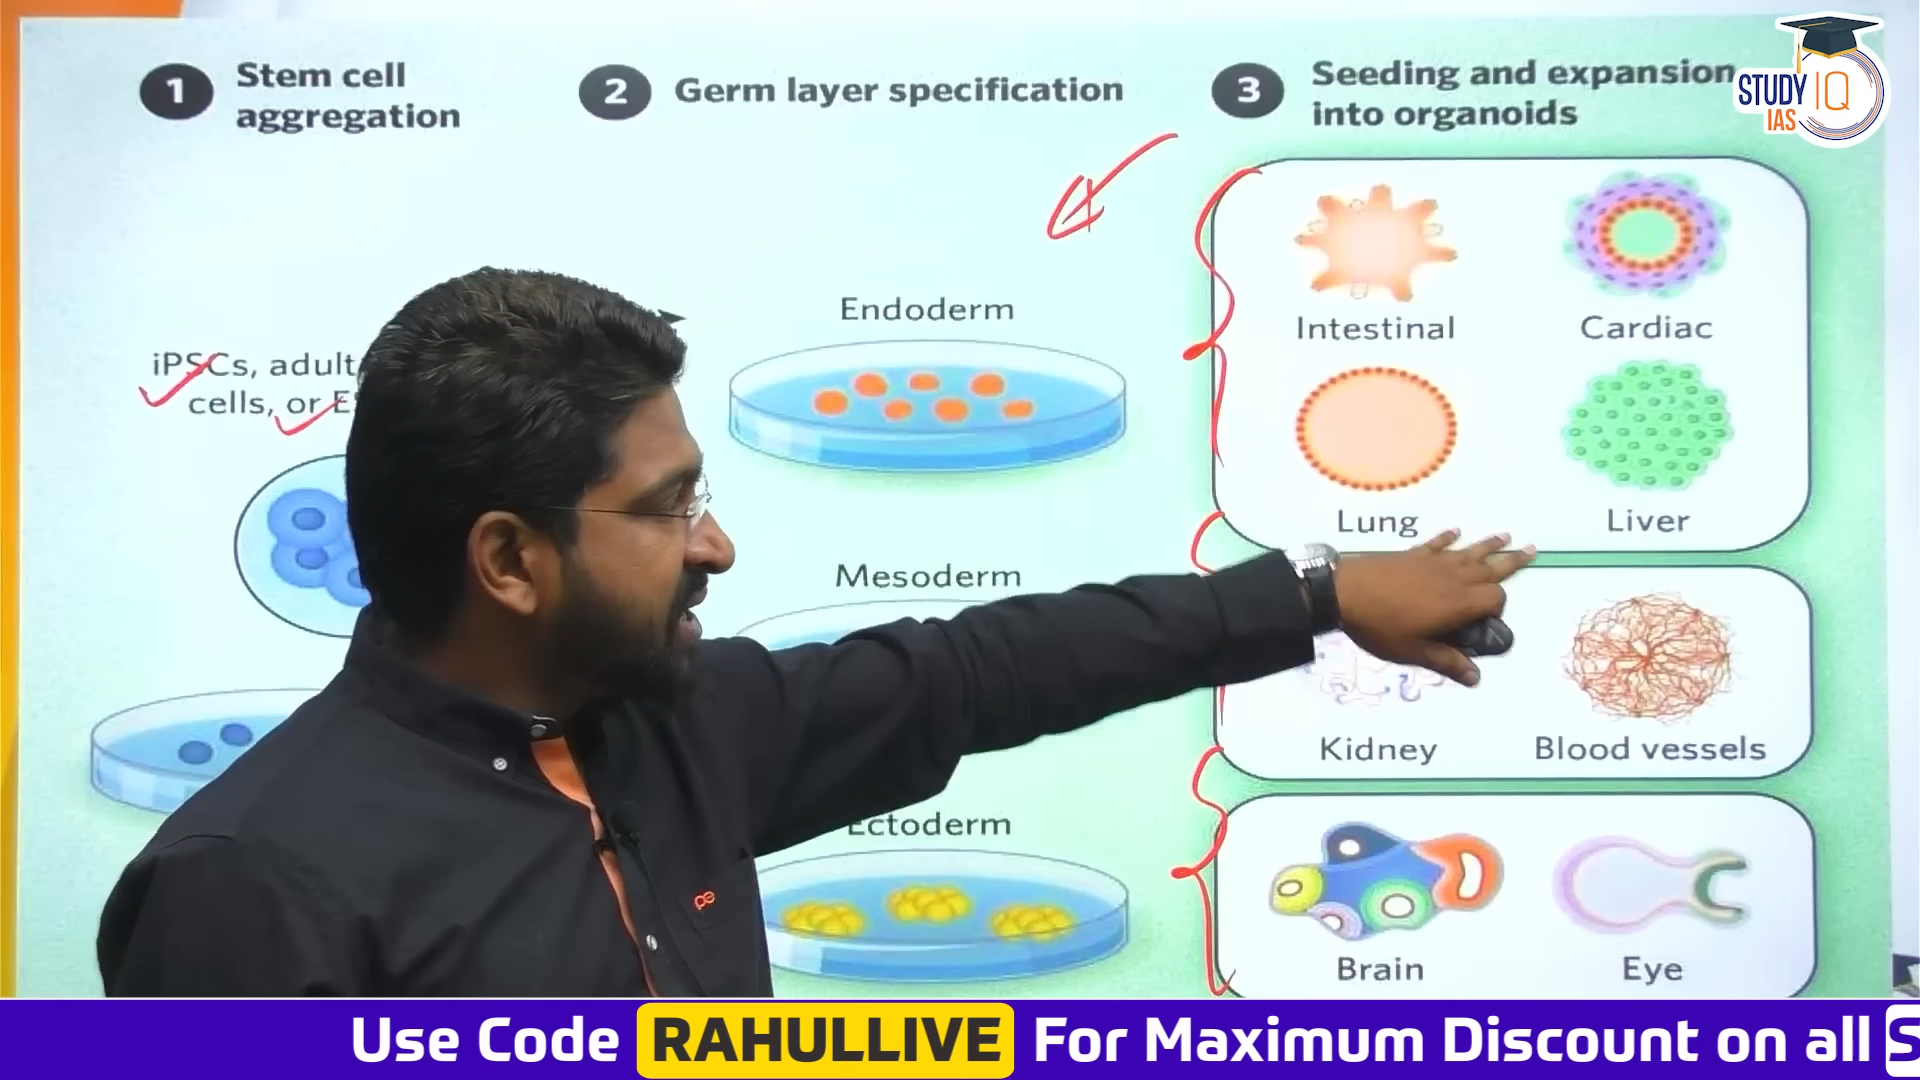 1
Stem cell
aggregation
2
Germ layer specification
3
Seeding and expansion
into organoids
STUDY IQ
IAS
iPSCs, adult
cells, or
Endoderm
Mesoderm
Ectoderm
Intestinal
Cardiac
Lung
Liver
Kidney
Blood vessels
Brain
Eye
pe
Use Code RAHULLIVE For Maximum Discount on all S